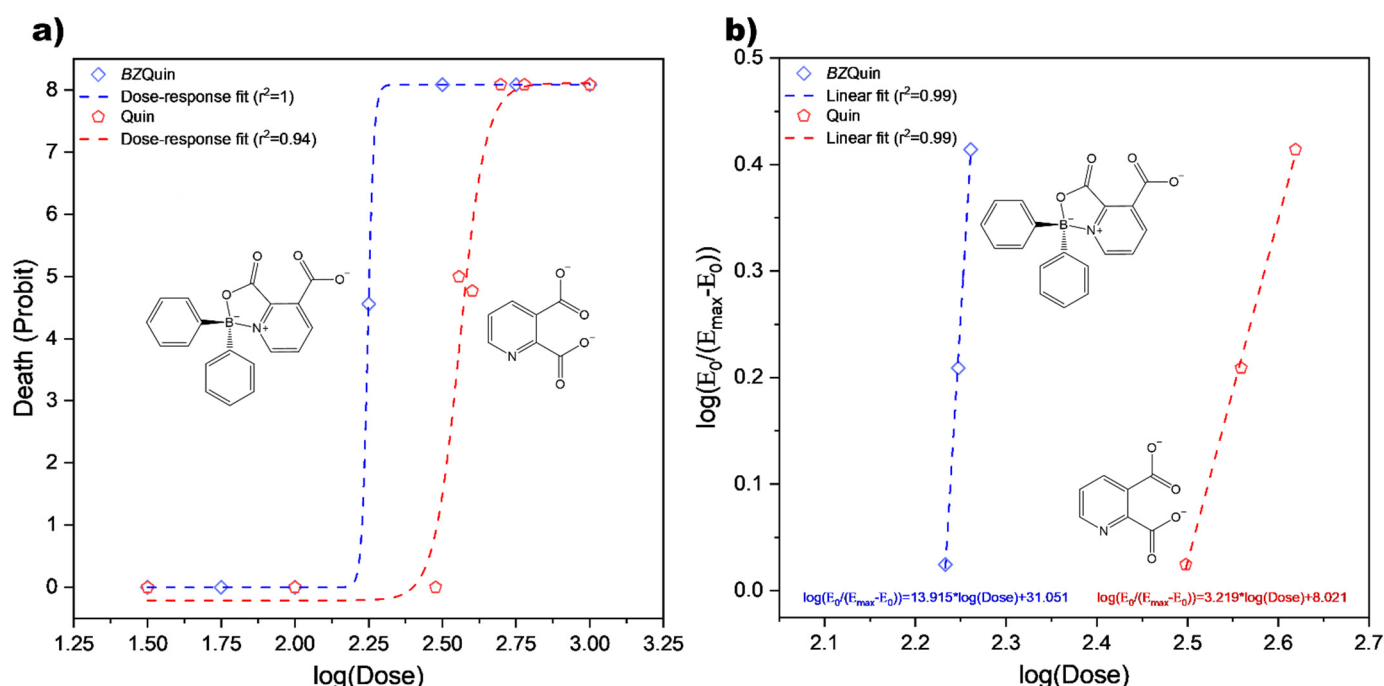 a)
BZQuin
Dose-response fit (r²=1)
Quin
Dose-response fit (r²=0.94)
Death (Probit)
8
7
6
5
4
3
2
1
0
1.25 1.50 1.75 2.00 2.25 2.50 2.75 3.00 3.25
log(Dose)
O
O
O
O⁻
B⁻
N⁺
O⁻
O
O⁻
O
N
b)
BZQuin
Linear fit (r²=0.99)
Quin
Linear fit (r²=0.99)
log(E₀/(Eₘₐₓ-E₀))
0.5
0.4
0.3
0.2
0.1
0.0
2.1 2.2 2.3 2.4 2.5 2.6 2.7
log(Dose)
O
O
O
O⁻
B⁻
N⁺
O⁻
O
O⁻
O
N
log(E₀/(Eₘₐₓ-E₀))=13.915*log(Dose)+31.051
log(E₀/(Eₘₐₓ-E₀))=3.219*log(Dose)+8.021